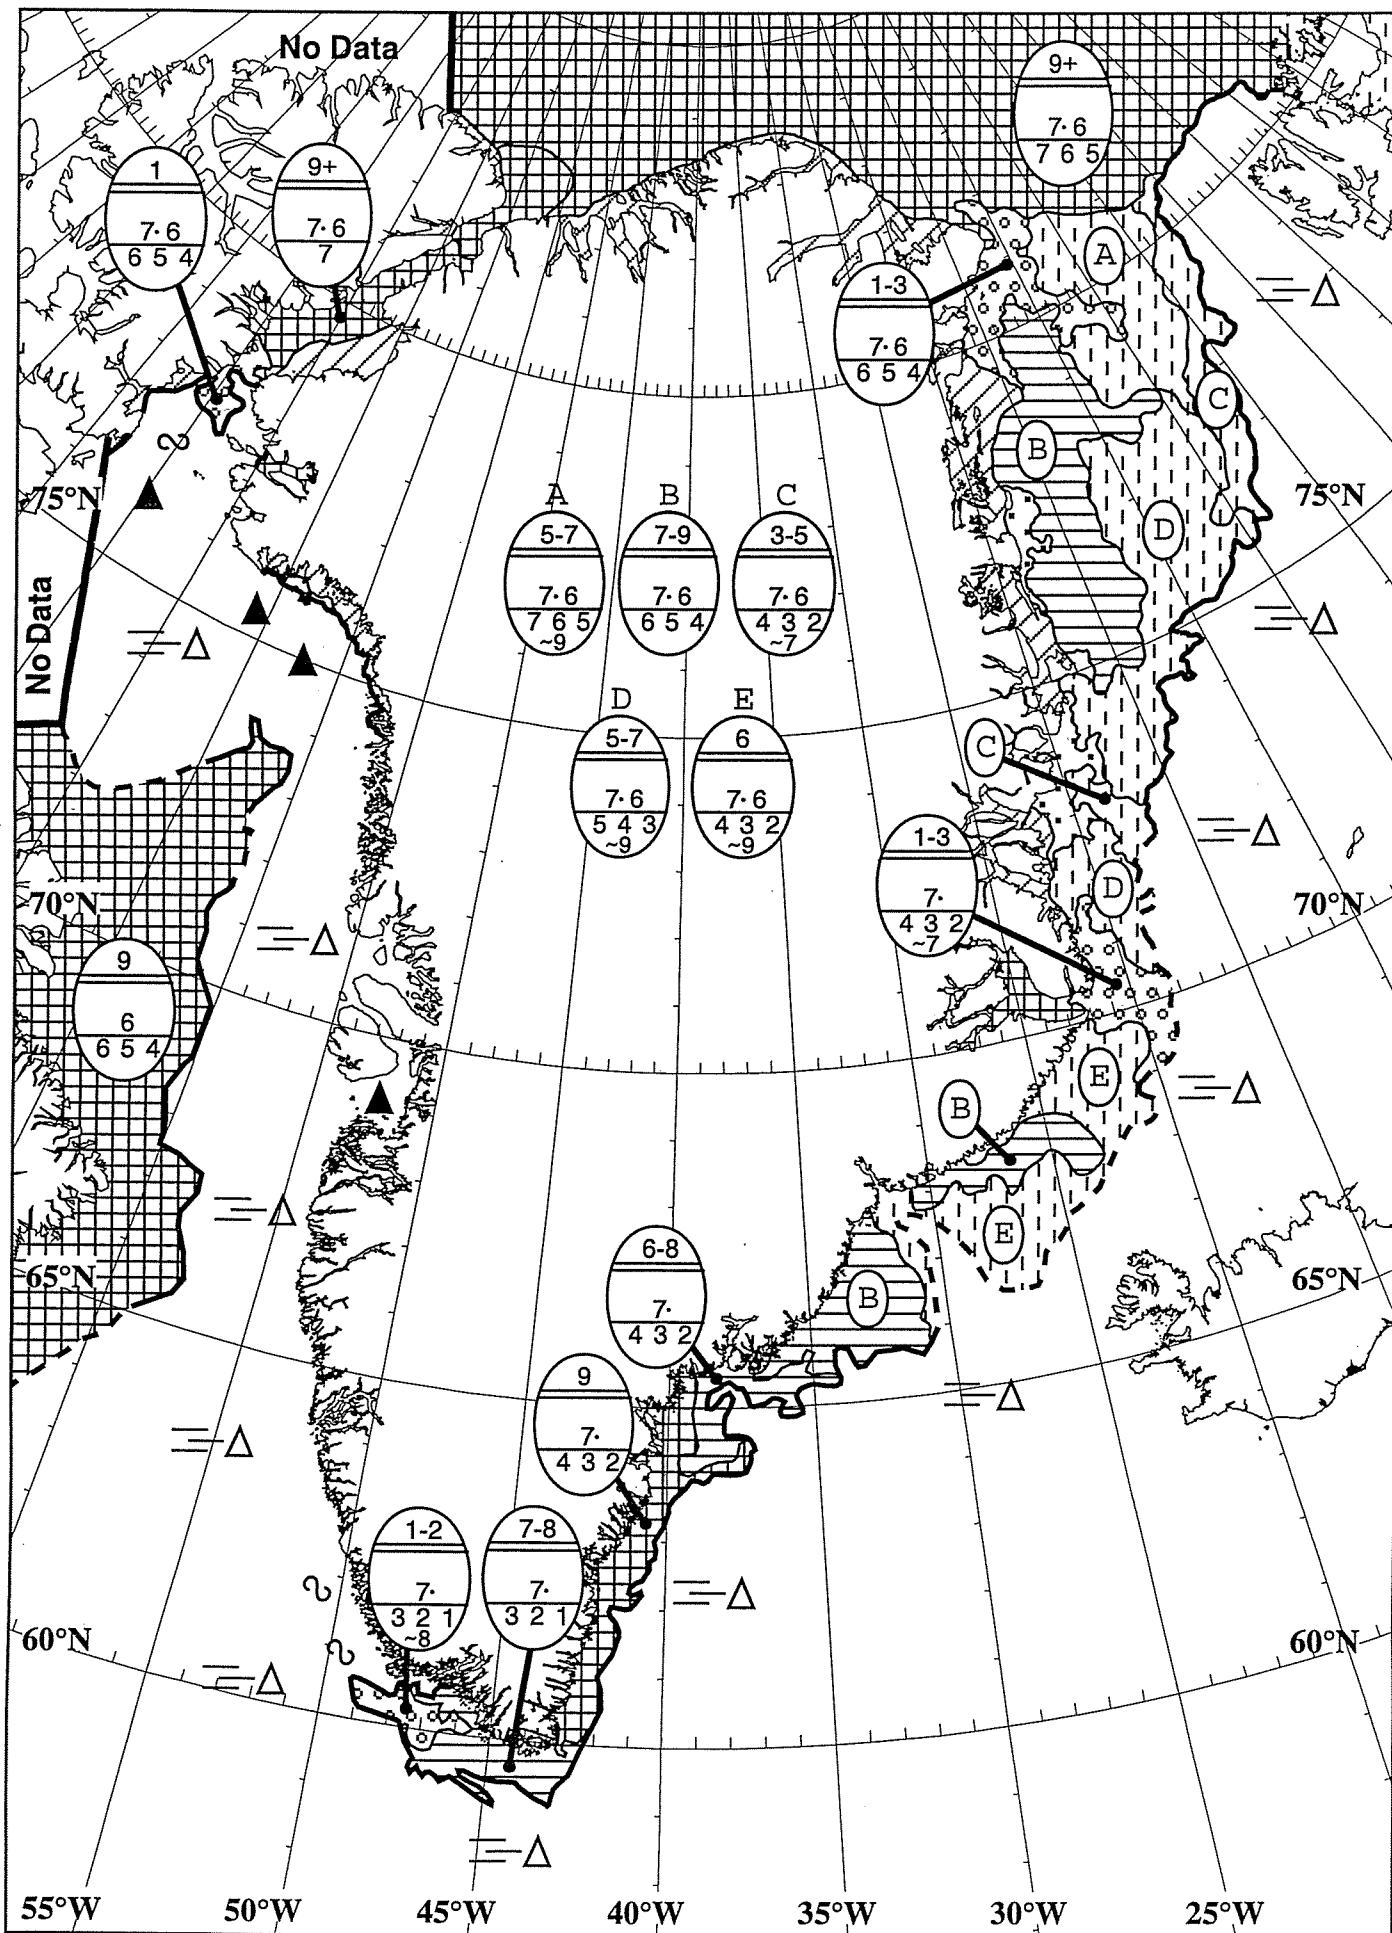 No Data
9+
7• 6
7 6 5
1
7• 6
6 5 4
9+
7• 6
7
A
1-3
7• 6
6 5 4
C
B
75°N
75°N
A
B
C
5-7
7• 6
7 6 5
~9
7-9
7• 6
6 5 4
3-5
7• 6
4 3 2
~7
D
No Data
D
E
5-7
7• 6
5 4 3
~9
6
7• 6
4 3 2
~9
C
1-3
7•
4 3 2
~7
D
70°N
70°N
9
6
6 5 4
E
B
E
6-8
7•
4 3 2
65°N
65°N
B
9
7•
4 3 2
1-2
7•
3 2 1
~8
7-8
7•
3 2 1
60°N
60°N
55°W
50°W
45°W
40°W
35°W
30°W
25°W